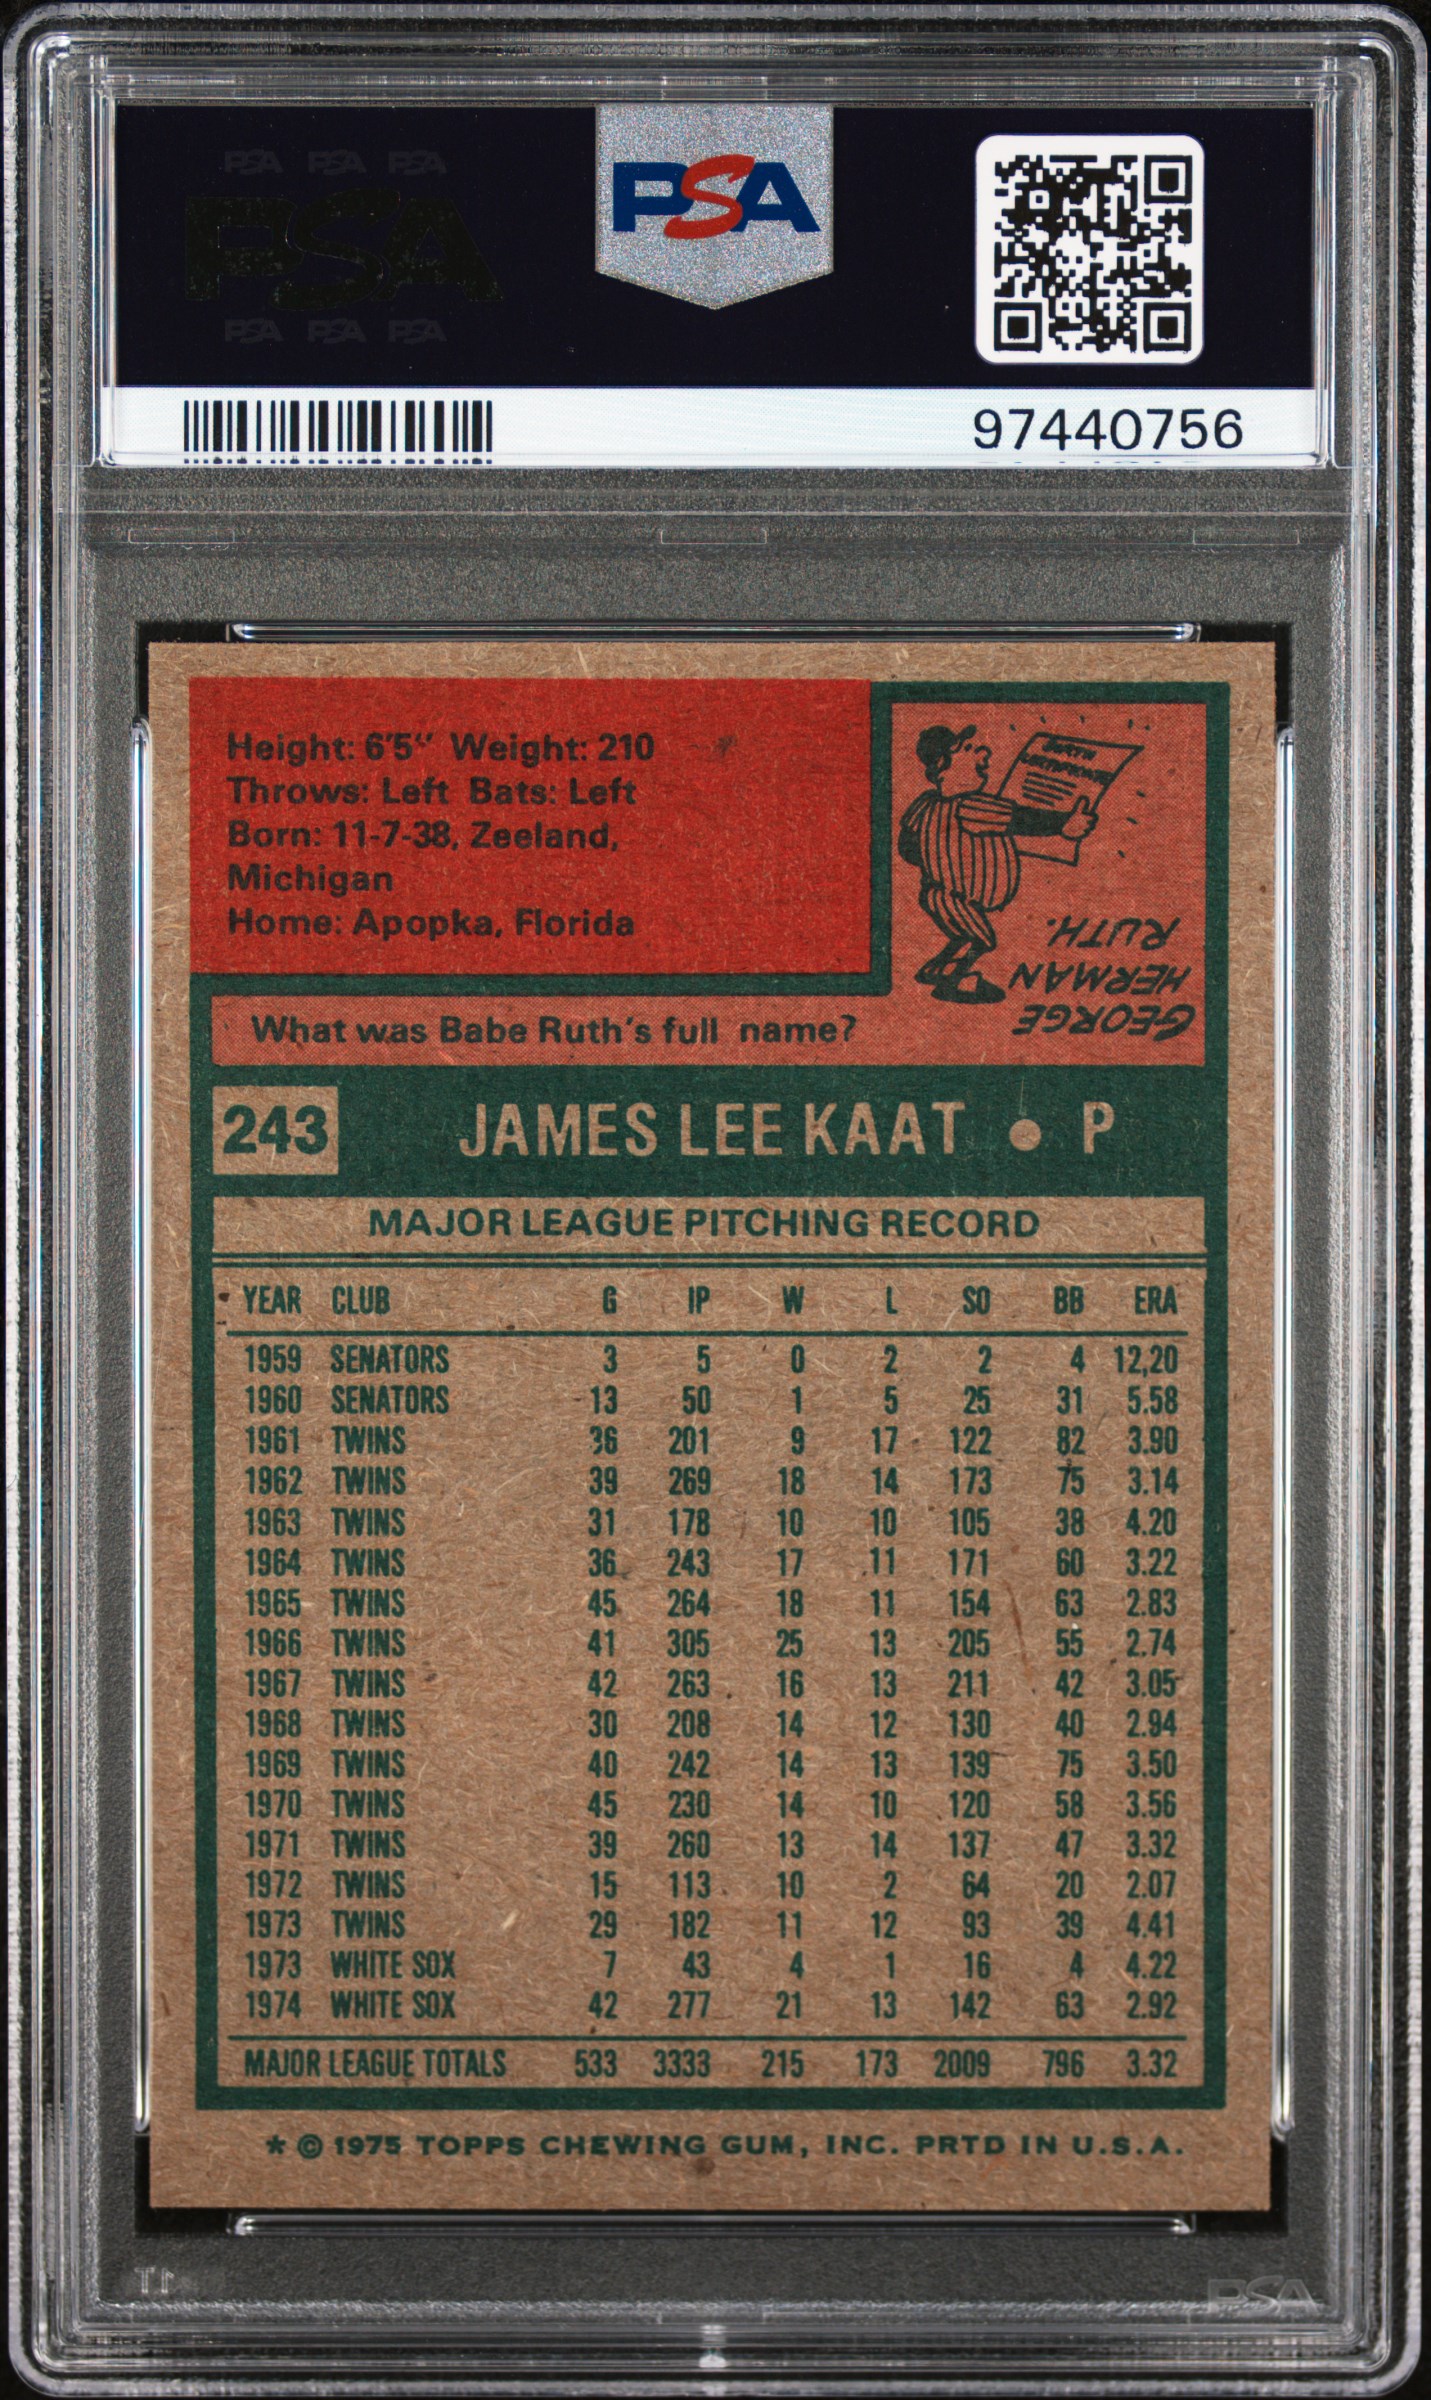 PSA PSA PSA
PSA
PSA PSA PSA
PSA
97440756
Height: 6'5" Weight: 210
Throws: Left Bats: Left
Born: 11-7-38, Zeeland,
Michigan
Home: Apopka, Florida
BIRTH
CERTIFICATE
GEORGE
HERMAN
RUTH.
What was Babe Ruth's full name?
243 JAMES LEE KAAT • P
MAJOR LEAGUE PITCHING RECORD
YEAR CLUB G IP W L SO BB ERA
1959 SENATORS 3 5 0 2 2 4 12,20
1960 SENATORS 13 50 1 5 25 31 5.58
1961 TWINS 36 201 9 17 122 82 3.90
1962 TWINS 39 269 18 14 173 75 3.14
1963 TWINS 31 178 10 10 105 38 4.20
1964 TWINS 36 243 17 11 171 60 3.22
1965 TWINS 45 264 18 11 154 63 2.83
1966 TWINS 41 305 25 13 205 55 2.74
1967 TWINS 42 263 16 13 211 42 3.05
1968 TWINS 30 208 14 12 130 40 2.94
1969 TWINS 40 242 14 13 139 75 3.50
1970 TWINS 45 230 14 10 120 58 3.56
1971 TWINS 39 260 13 14 137 47 3.32
1972 TWINS 15 113 10 2 64 20 2.07
1973 TWINS 29 182 11 12 93 39 4.41
1973 WHITE SOX 7 43 4 1 16 4 4.22
1974 WHITE SOX 42 277 21 13 142 63 2.92
MAJOR LEAGUE TOTALS 533 3333 215 173 2009 796 3.32
* © 1975 TOPPS CHEWING GUM, INC. PRTD IN U.S.A.
PSA